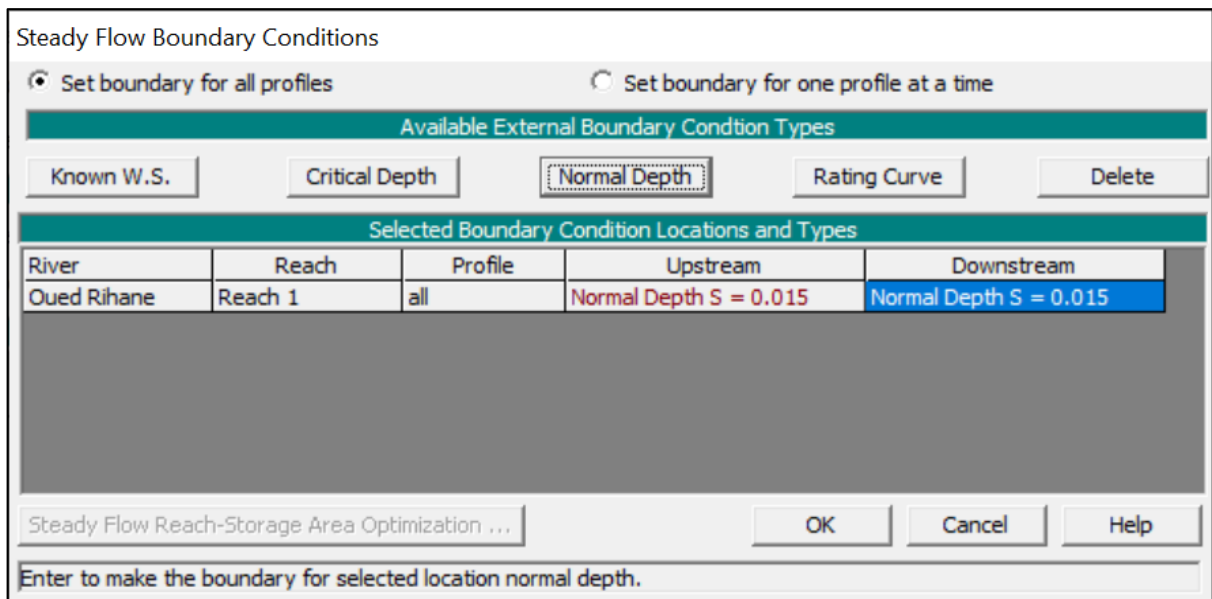 Steady Flow Boundary Conditions
Set boundary for all profiles Set boundary for one profile at a time
Available External Boundary Condtion Types
Known W.S. Critical Depth Normal Depth Rating Curve Delete
Selected Boundary Condition Locations and Types
River Reach Profile Upstream Downstream
Oued Rihane Reach 1 all Normal Depth S = 0.015 Normal Depth S = 0.015
Steady Flow Reach-Storage Area Optimization ... OK Cancel Help
Enter to make the boundary for selected location normal depth.